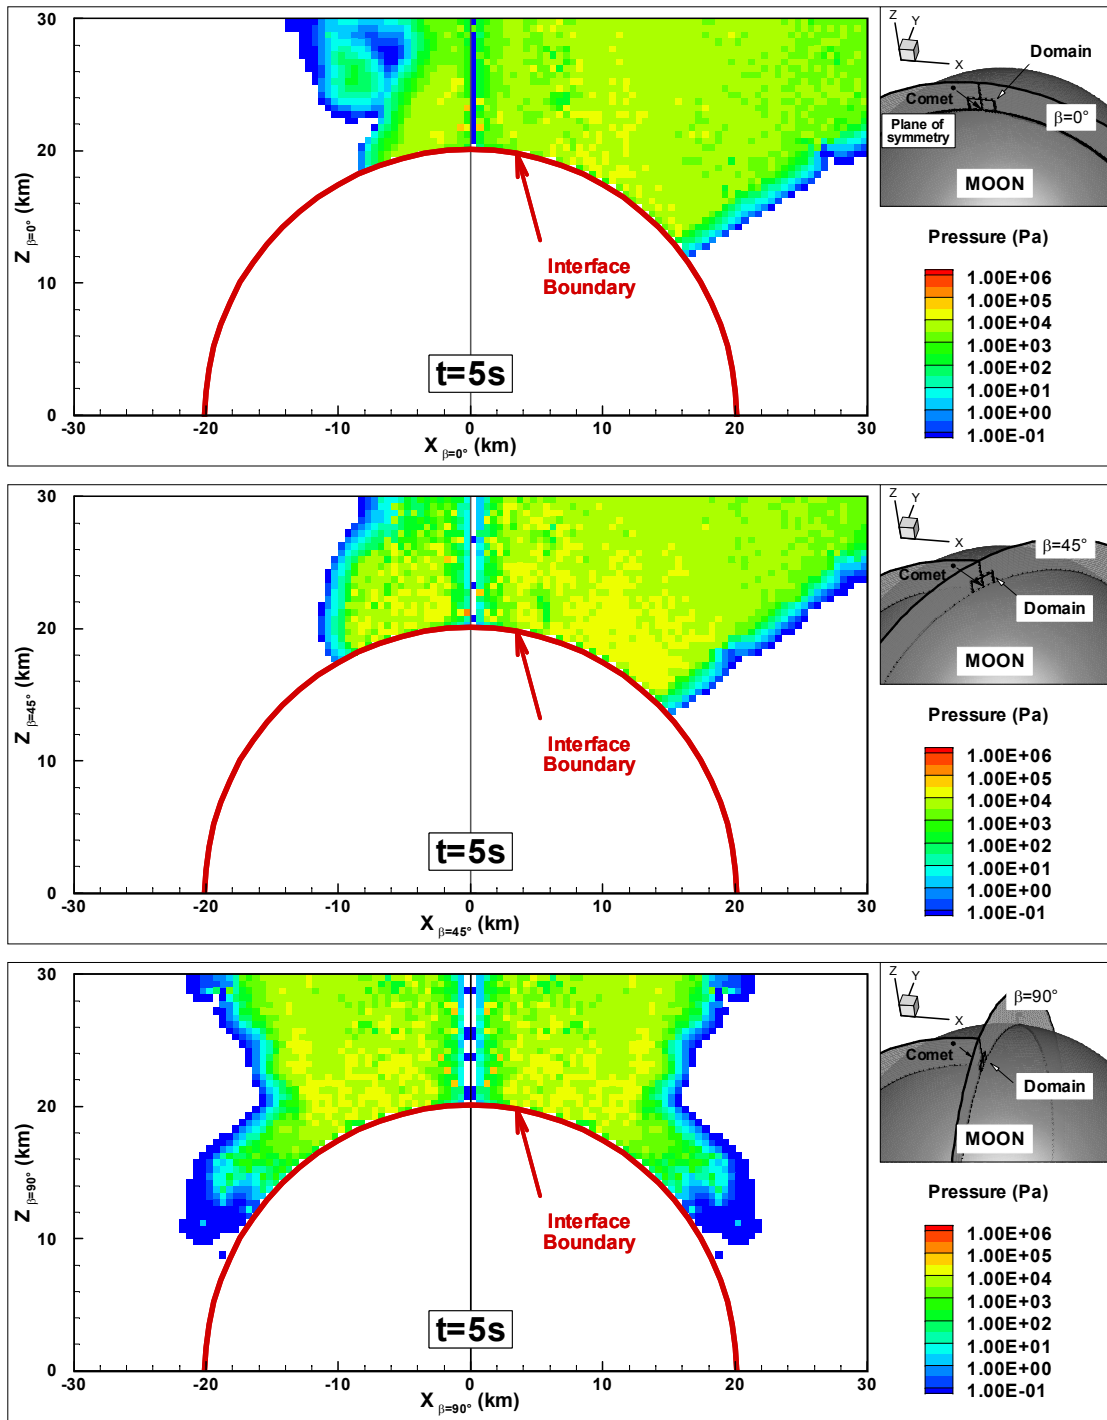 30
20
10
0
Z β=0° (km)
-30 -20 -10 0 10 20 30
X β=0° (km)
Interface
Boundary
t=5s
Z Y X
Domain
Comet
β=0°
Plane of
symmetry
MOON
Pressure (Pa)
1.00E+06
1.00E+05
1.00E+04
1.00E+03
1.00E+02
1.00E+01
1.00E+00
1.00E-01
30
20
10
0
Z β=45° (km)
-30 -20 -10 0 10 20 30
X β=45° (km)
Interface
Boundary
t=5s
Z Y X
β=45°
Comet
Domain
MOON
Pressure (Pa)
1.00E+06
1.00E+05
1.00E+04
1.00E+03
1.00E+02
1.00E+01
1.00E+00
1.00E-01
30
20
10
0
Z β=90° (km)
-30 -20 -10 0 10 20 30
X β=90° (km)
Interface
Boundary
t=5s
Z Y X
β=90°
Comet
Domain
MOON
Pressure (Pa)
1.00E+06
1.00E+05
1.00E+04
1.00E+03
1.00E+02
1.00E+01
1.00E+00
1.00E-01